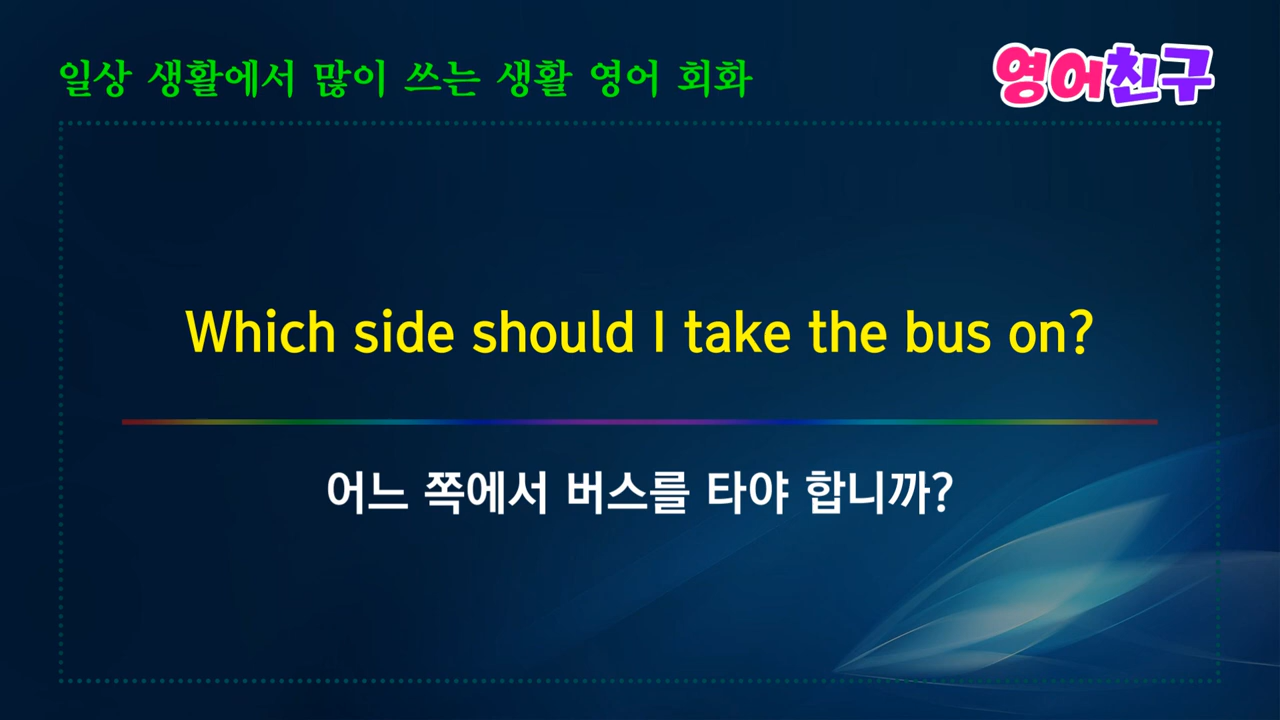 일상 생활에서 많이 쓰는 생활 영어 회화
영어친구
Which side should I take the bus on?
어느 쪽에서 버스를 타야 합니까?